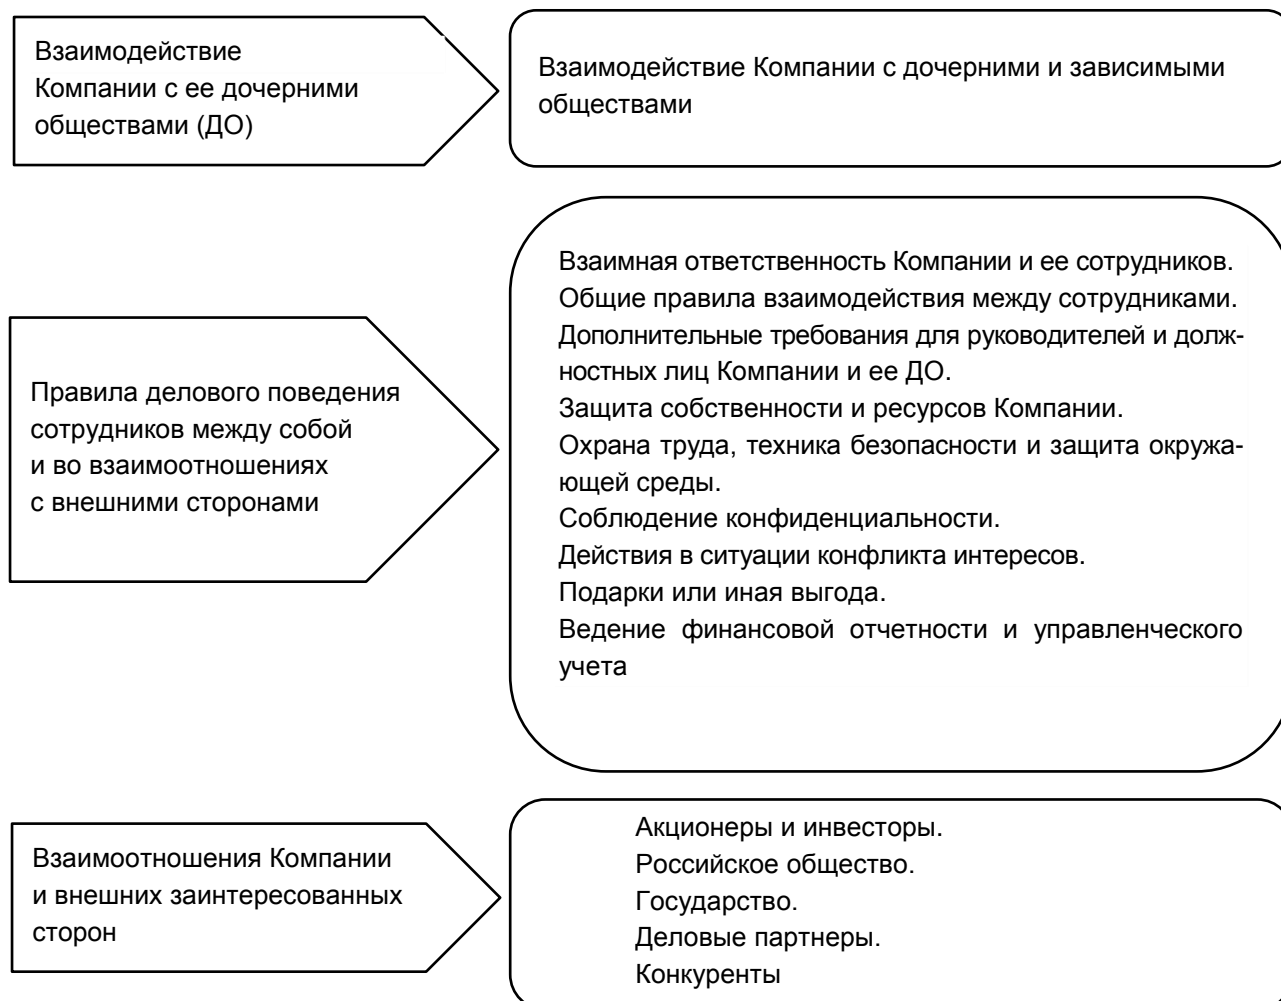 Взаимодействие
Компании с ее дочерними
обществами (ДО)
Взаимодействие Компании с дочерними и зависимыми
обществами
Правила делового поведения
сотрудников между собой
и во взаимоотношениях
с внешними сторонами
Взаимная ответственность Компании и ее сотрудников.
Общие правила взаимодействия между сотрудниками.
Дополнительные требования для руководителей и долж-
ностных лиц Компании и ее ДО.
Защита собственности и ресурсов Компании.
Охрана труда, техника безопасности и защита окружа-
ющей среды.
Соблюдение конфиденциальности.
Действия в ситуации конфликта интересов.
Подарки или иная выгода.
Ведение финансовой отчетности и управленческого
учета
Взаимоотношения Компании
и внешних заинтересованных
сторон
Акционеры и инвесторы.
Российское общество.
Государство.
Деловые партнеры.
Конкуренты